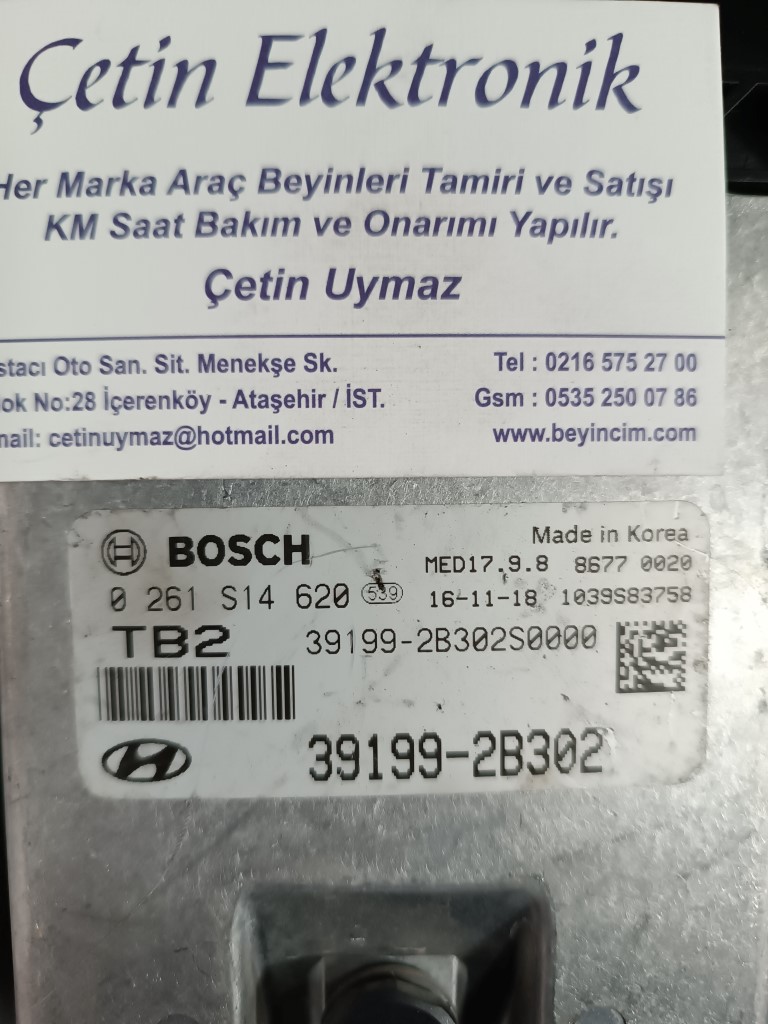 Çetin Elektronik
Her Marka Araç Beyinleri Tamiri ve Satışı
KM Saat Bakım ve Onarımı Yapılır.
Çetin Uymaz
stacı Oto San. Sit. Menekşe Sk.
Tel : 0216 575 27 00
ok No:28 İçerenköy - Ataşehir / İST.
Gsm : 0535 250 07 86
nail: cetinuymaz@hotmail.com
www.beyincim.com
BOSCH
Made in Korea
MED17.9.8 8677 0020
0 261 S14 620 539 16-11-18 1039S83758
TB2 39199-2B302S0000
39199-2B302